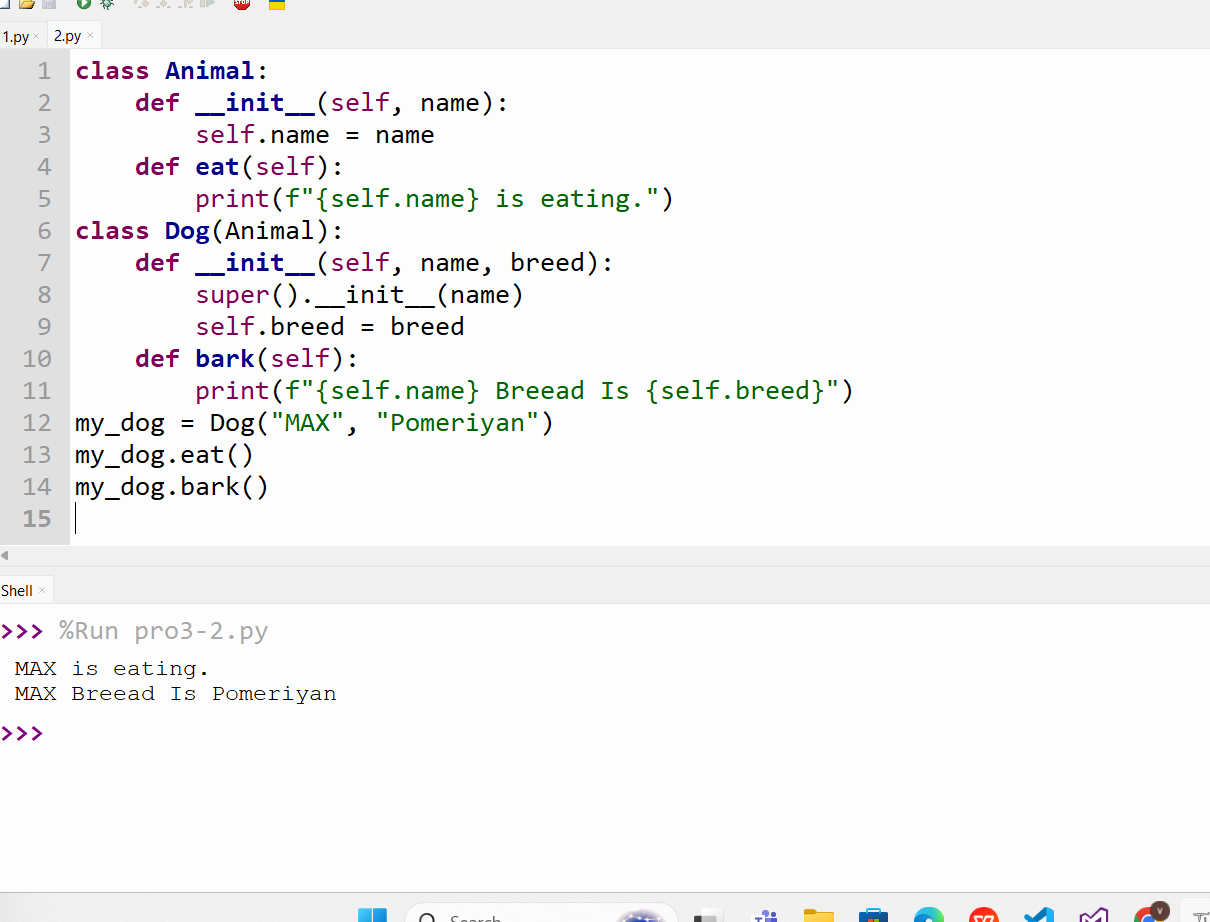 STOP
1.py
2.py
1 class Animal:
2     def __init__(self, name):
3         self.name = name
4     def eat(self):
5         print(f"{self.name} is eating.")
6 class Dog(Animal):
7     def __init__(self, name, breed):
8         super().__init__(name)
9         self.breed = breed
10     def bark(self):
11         print(f"{self.name} Breead Is {self.breed}")
12 my_dog = Dog("MAX", "Pomeriyan")
13 my_dog.eat()
14 my_dog.bark()
15
Shell
>>> %Run pro3-2.py
MAX is eating.
MAX Breead Is Pomeriyan
>>>
Search